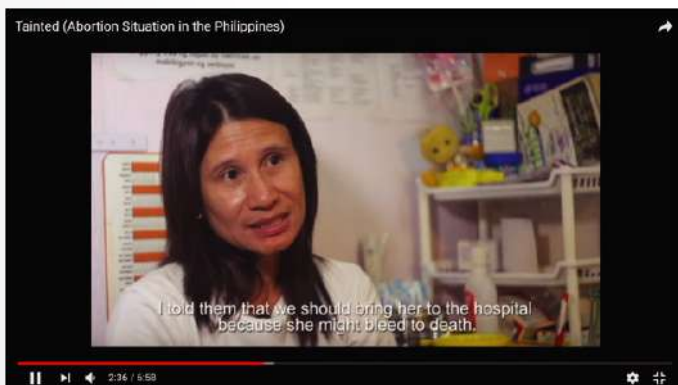 Tainted (Abortion Situation in the Philippines)
I told them that we should bring her to the hospital
because she might bleed to death.
2:36 / 6:58